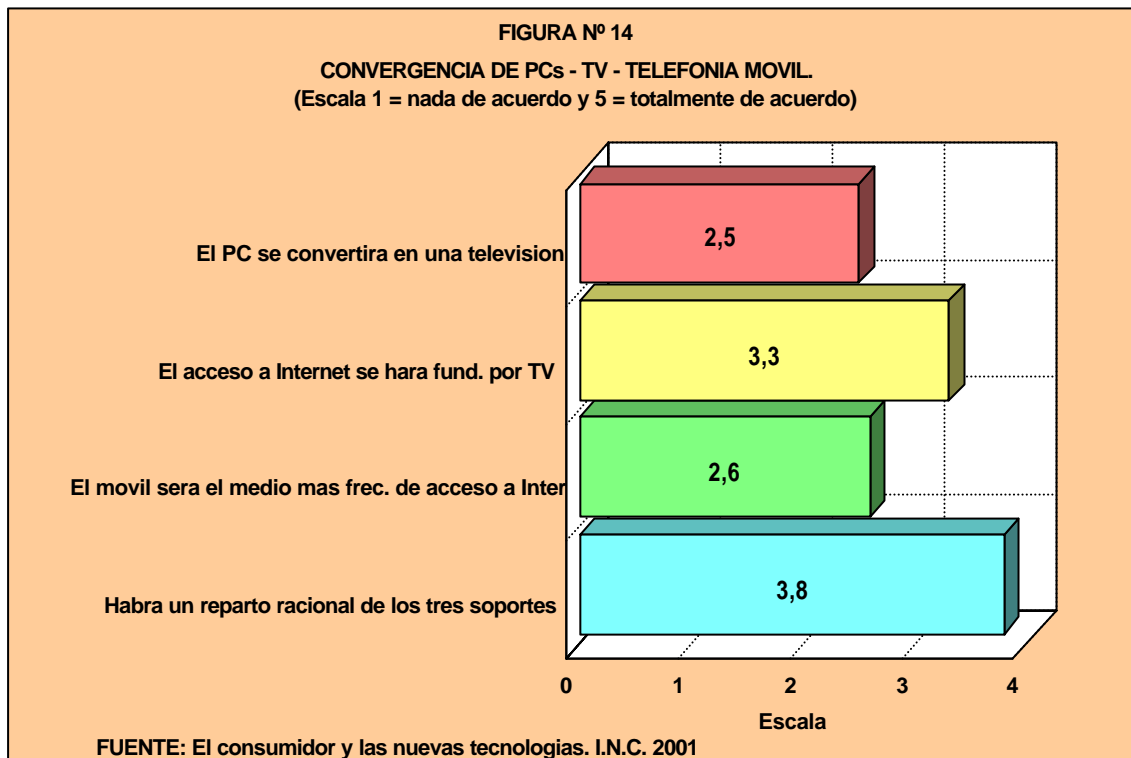 FIGURA Nº 14
CONVERGENCIA DE PCs - TV - TELEFONIA MOVIL.
(Escala 1 = nada de acuerdo y 5 = totalmente de acuerdo)
El PC se convertira en una television
2,5
El acceso a Internet se hara fund. por TV
3,3
El movil sera el medio mas frec. de acceso a Inter
2,6
Habra un reparto racional de los tres soportes
3,8
0 1 2 3 4
Escala
FUENTE: El consumidor y las nuevas tecnologias. I.N.C. 2001